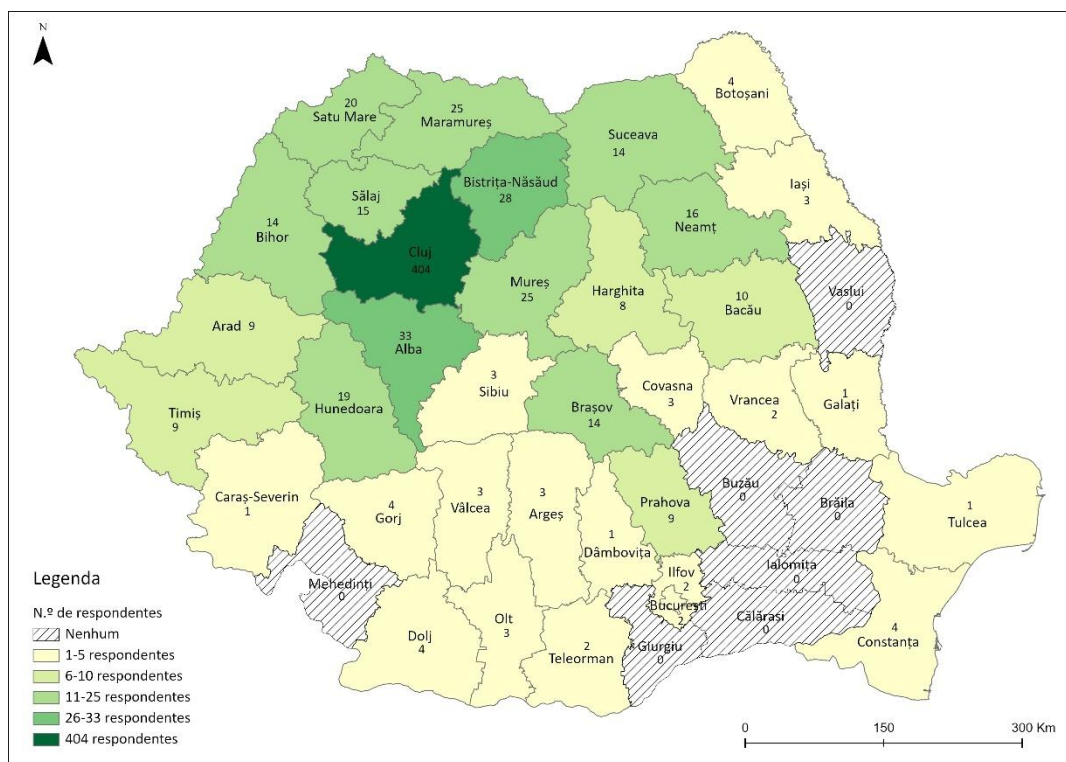 N
20
Satu Mare
25
Maramureș
Suceava
14
4
Botoșani
Iași
3
Bistrița-Năsăud
28
Sălaj
15
14
Bihor
Cluj
404
16
Neamț
Mureș
25
Harghita
8
10
Bacău
Vaslui
0
Arad 9
33
Alba
3
Sibiu
Covasna
3
Vrancea
2
1
Galați
19
Hunedoara
Brașov
14
Timiș
9
Caraș-Severin
1
4
Gorj
3
Vâlcea
3
Argeș
1
Dâmbovița
Prahova
9
Buzău
0
Brăila
0
1
Tulcea
Mehedinți
0
Ilfov
2
București
2
Ialomița
0
Călărași
0
Giurgiu
0
4
Constanța
Dolj
4
Olt
3
2
Teleorman
Legenda
N.º de respondentes
Nenhum
1-5 respondentes
6-10 respondentes
11-25 respondentes
26-33 respondentes
404 respondentes
0 150 300 Km